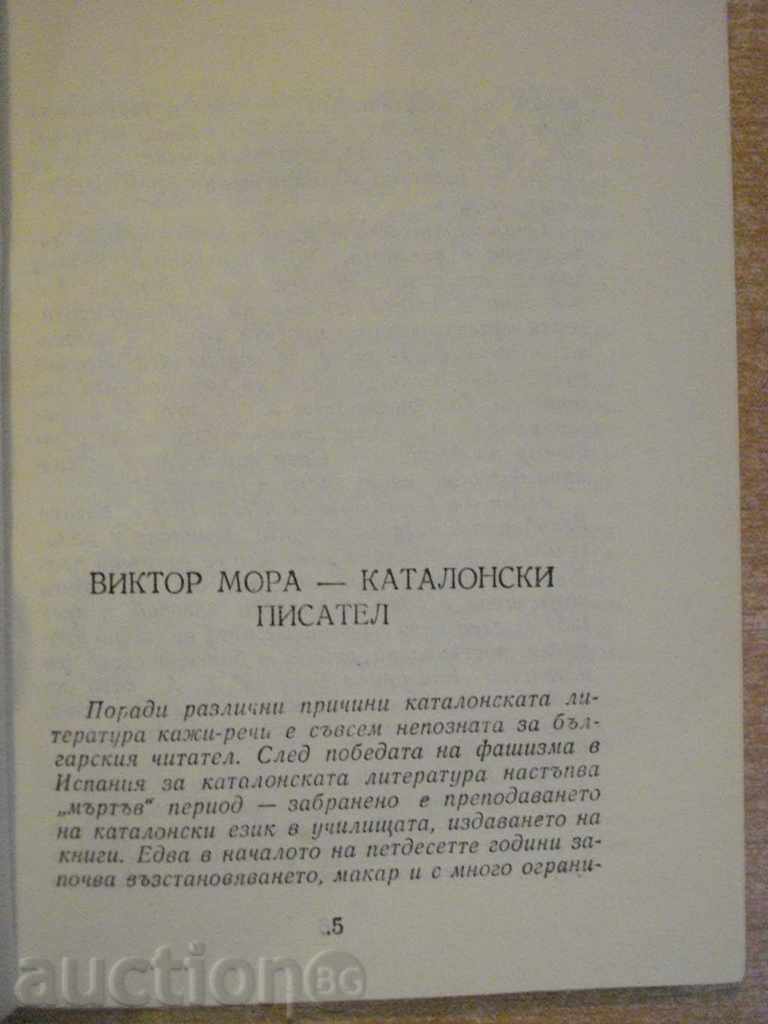 ВИКТОР МОРА — КАТАЛОНСКИ
ПИСАТЕЛ
Поради различни причини каталонската ли-
тература кажи-речи е съвсем непозната за бъл-
гарския читател. След победата на фашизма в
Испания за каталонската литература настъпва
„мъртъв“ период — забранено е преподаването
на каталонски език в училищата, издаването на
книги. Едва в началото на петдесетте години за-
почва възстановяването, макар и с много ограни-
5
auctionBG